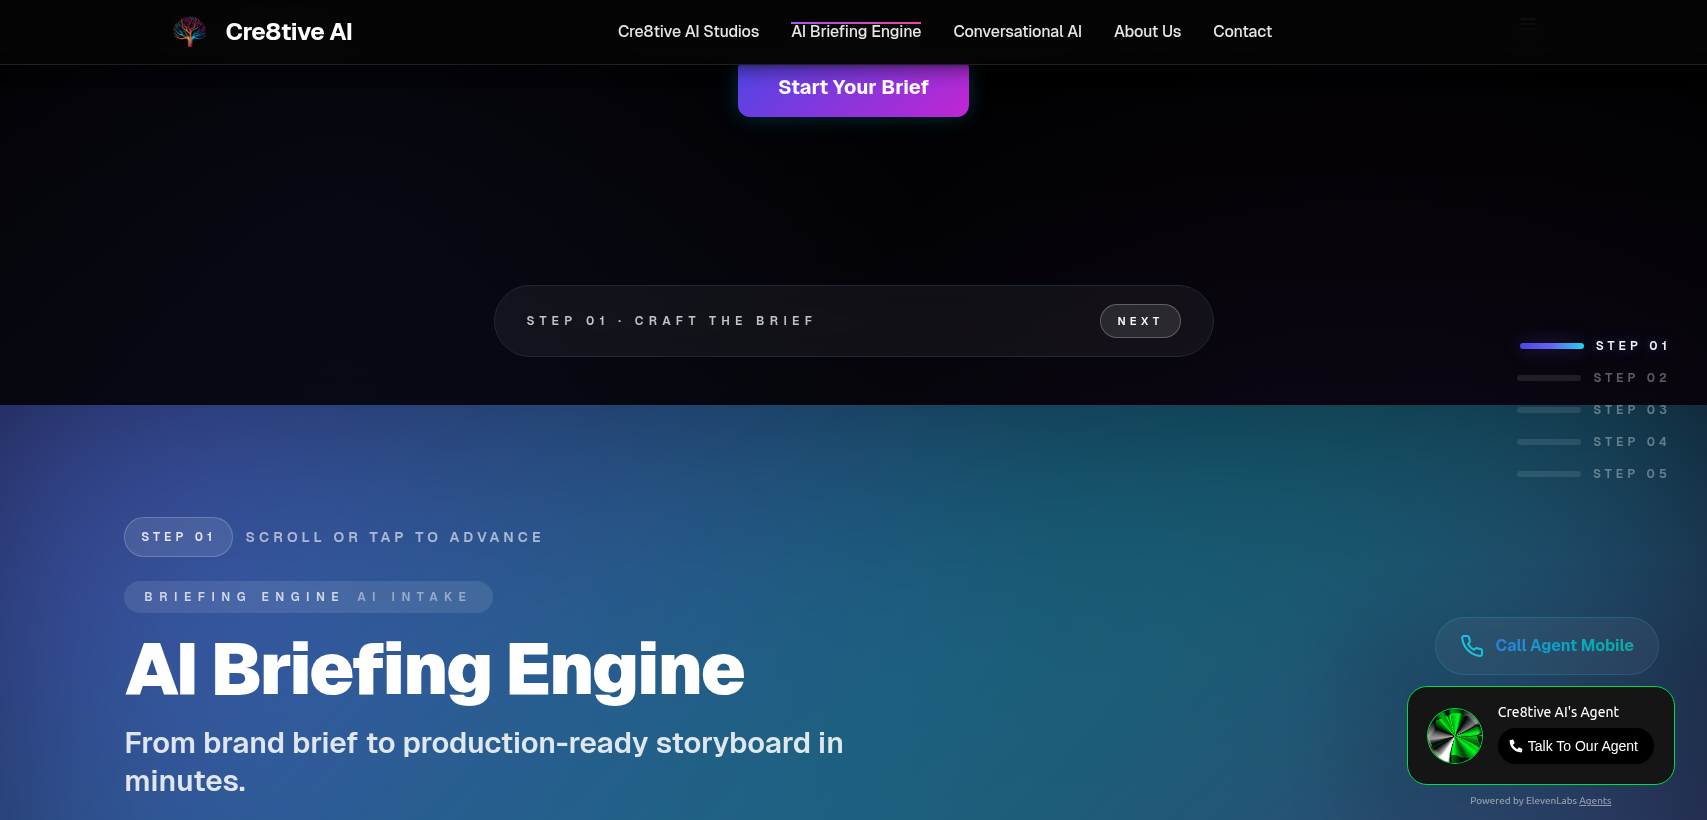 Cre8tive AI
Cre8tive AI Studios
AI Briefing Engine
Conversational AI
About Us
Contact
Start Your Brief
STEP 01 · CRAFT THE BRIEF
NEXT
STEP 01
STEP 02
STEP 03
STEP 04
STEP 05
STEP 01
SCROLL OR TAP TO ADVANCE
BRIEFING ENGINE AI INTAKE
AI Briefing Engine
From brand brief to production-ready storyboard in
minutes.
Call Agent Mobile
Cre8tive AI's Agent
Talk To Our Agent
Powered by ElevenLabs Agents